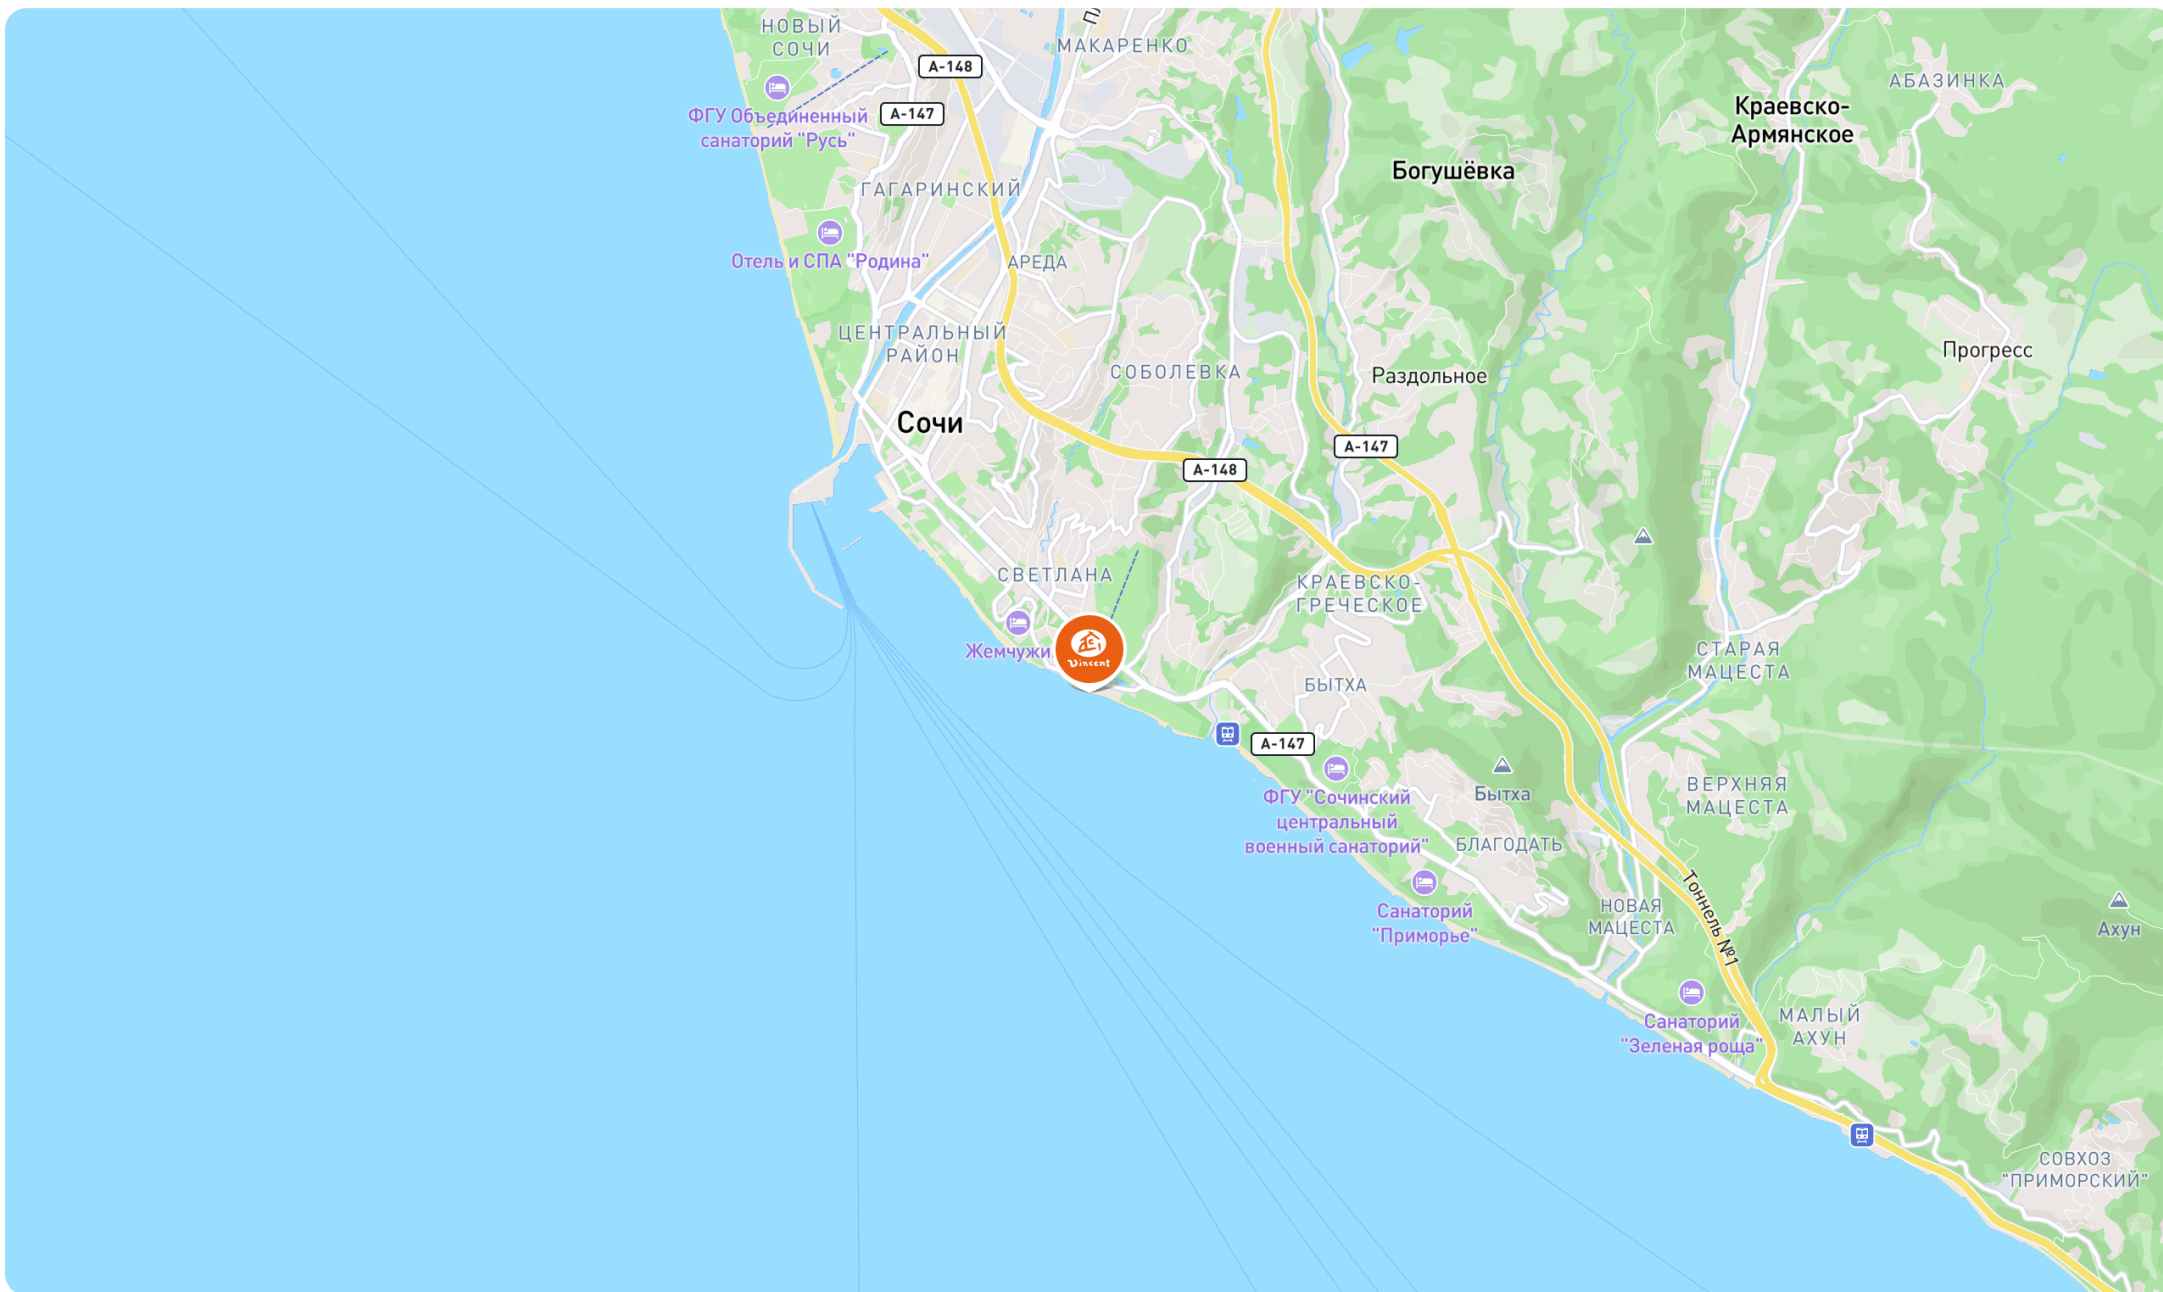 НОВЫЙ
СОЧИ
МАКАРЕНКО
А-148
А-147
ФГУ Объединенный
санаторий "Русь"
АБАЗИНКА
Краевско-
Армянское
Богушёвка
ГАГАРИНСКИЙ
Отель и СПА "Родина"
АРЕДА
ЦЕНТРАЛЬНЫЙ
РАЙОН
СОБОЛЕВКА
Раздольное
Прогресс
Сочи
А-147
А-148
СВЕТЛАНА
КРАЕВСКО-
ГРЕЧЕСКОЕ
Жемчужи
Vincent
СТАРАЯ
МАЦЕСТА
БЫТХА
А-147
ФГУ "Сочинский
центральный
военный санаторий"
Бытха
ВЕРХНЯЯ
МАЦЕСТА
БЛАГОДАТЬ
Санаторий
"Приморье"
НОВАЯ
МАЦЕСТА
Тоннель №1
Ахун
Санаторий
"Зеленая роща"
МАЛЫЙ
АХУН
СОВХОЗ
"ПРИМОРСКИЙ"